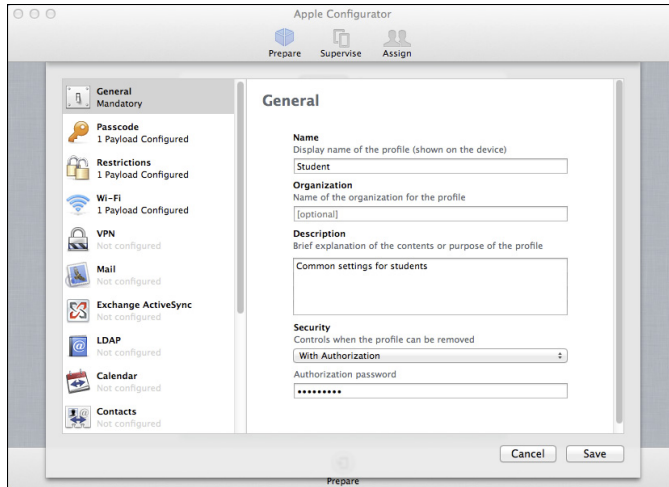 Apple Configurator
Prepare
Supervise
Assign
General
Mandatory
Passcode
1 Payload Configured
Restrictions
1 Payload Configured
Wi-Fi
1 Payload Configured
VPN
Not configured
Mail
Not configured
Exchange ActiveSync
Not configured
LDAP
Not configured
Calendar
Not configured
Contacts
Not configured
General
Name
Display name of the profile (shown on the device)
Student
Organization
Name of the organization for the profile
[optional]
Description
Brief explanation of the contents or purpose of the profile
Common settings for students
Security
Controls when the profile can be removed
With Authorization
Authorization password
•••••••••
Cancel
Save
Prepare